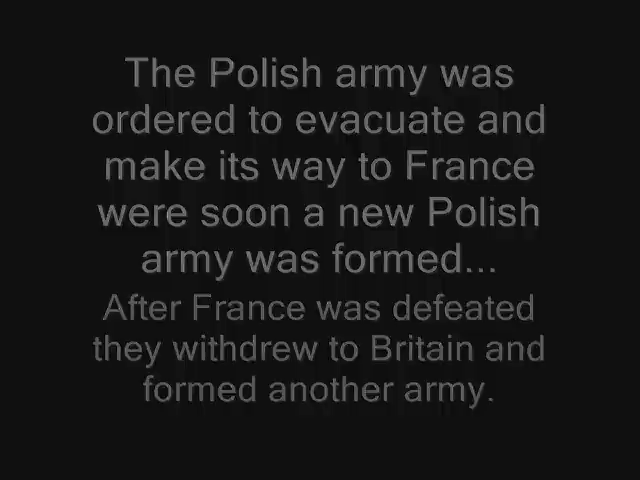 The Polish army was
ordered to evacuate and
make its way to France
were soon a new Polish
army was formed...
After France was defeated
they withdrew to Britain and
formed another army.